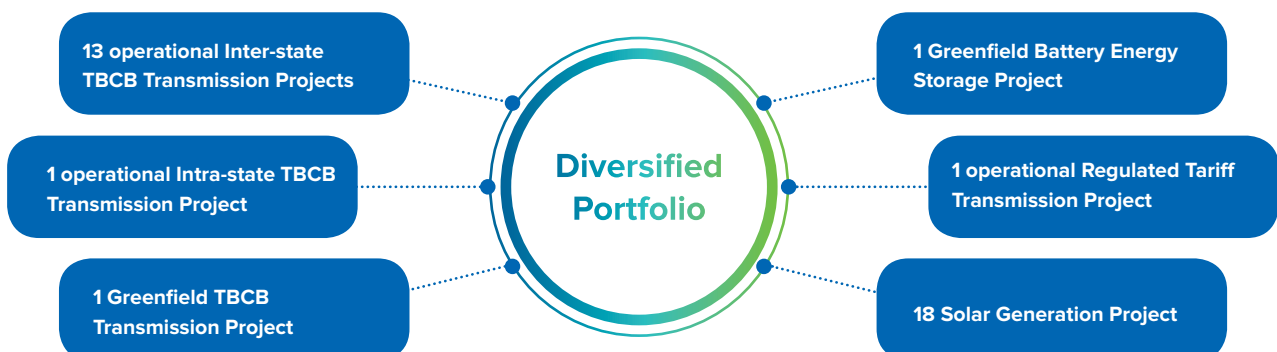 13 operational Inter-state
TBCB Transmission Projects
1 operational Intra-state TBCB
Transmission Project
1 Greenfield TBCB
Transmission Project
Diversified
Portfolio
1 Greenfield Battery Energy
Storage Project
1 operational Regulated Tariff
Transmission Project
18 Solar Generation Project